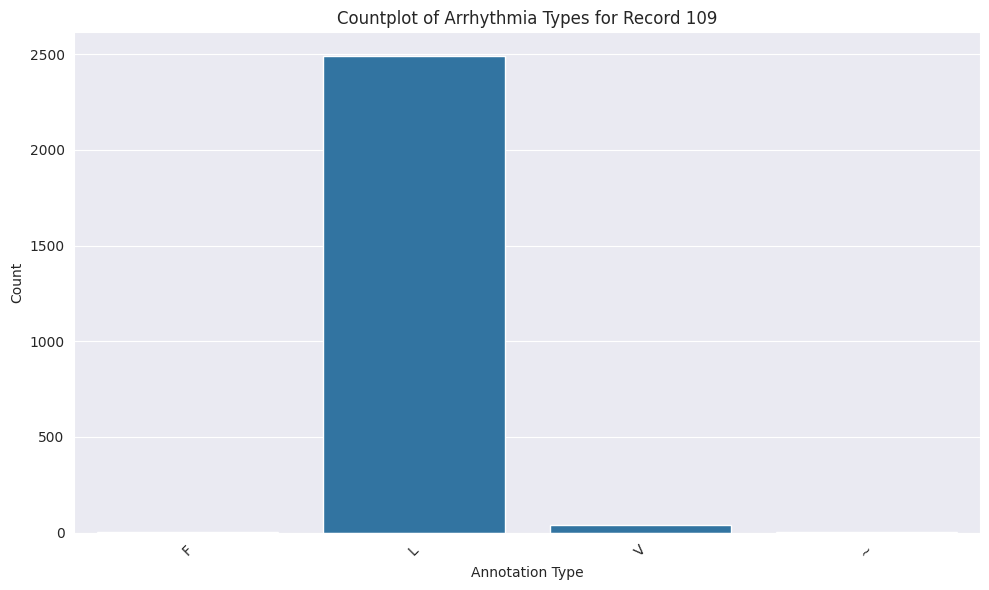 Countplot of Arrhythmia Types for Record 109
2500
2000
1500
1000
500
0
Count
F
L
V
~
Annotation Type